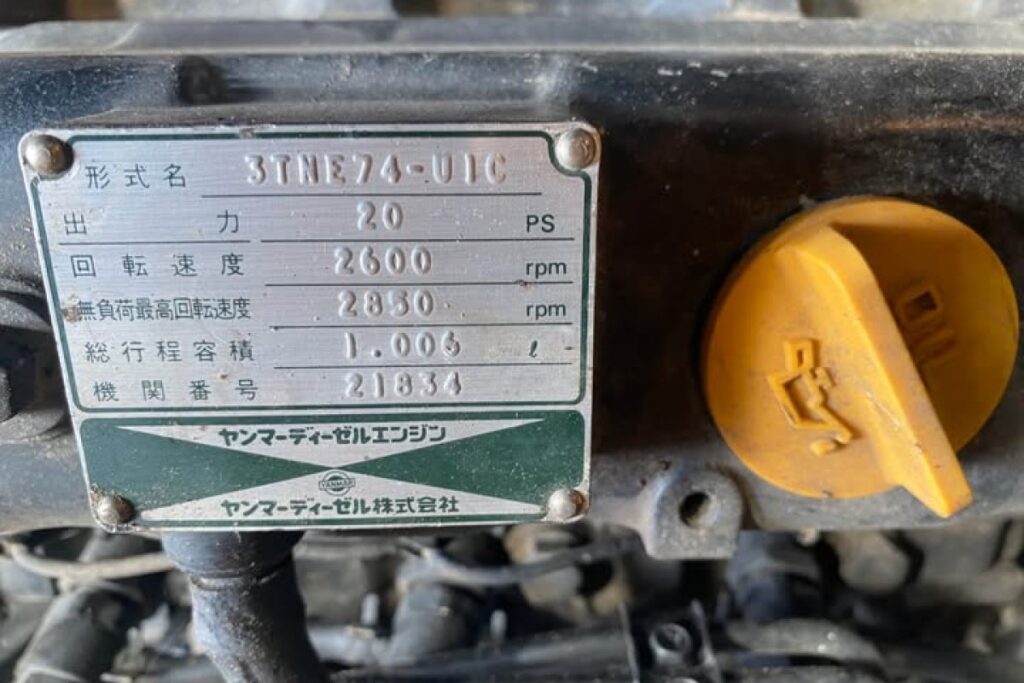 形式名 3TNE74-U1C
出力 20 PS
回転速度 2600 rpm
無負荷最高回転速度 2850 rpm
総行程容積 1.006 ℓ
機関番号 21834
ヤンマーディーゼルエンジン
YANMAR
ヤンマーディーゼル株式会社
OIL